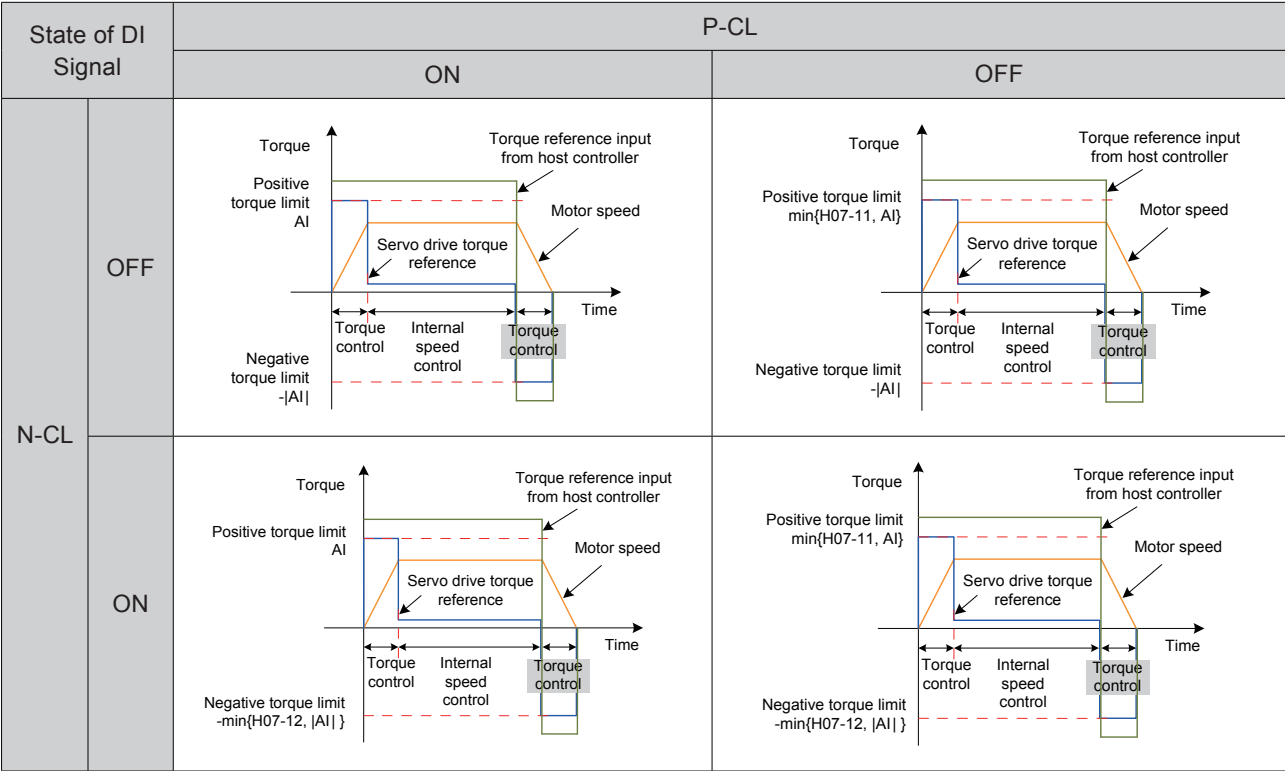 State of DI
Signal
P-CL
ON
OFF
N-CL
OFF
Torque
Positive
torque limit
AI
Torque reference input
from host controller
Motor speed
Servo drive torque
reference
Time
Torque
control
Internal
speed
control
Torque
control
Negative
torque limit
-|AI|
Torque
Positive torque limit
min{H07-11, AI}
Torque reference input
from host controller
Motor speed
Servo drive torque
reference
Time
Torque
control
Internal
speed
control
Torque
control
Negative torque limit
-|AI|
ON
Torque
Positive torque limit
AI
Torque reference input
from host controller
Motor speed
Servo drive torque
reference
Time
Torque
control
Internal
speed
control
Torque
control
Negative torque limit
-min{H07-12, |AI| }
Torque
Positive torque limit
min{H07-11, AI}
Torque reference input
from host controller
Motor speed
Servo drive torque
reference
Time
Torque
control
Internal
speed
control
Torque
control
Negative torque limit
-min{H07-12, |AI| }